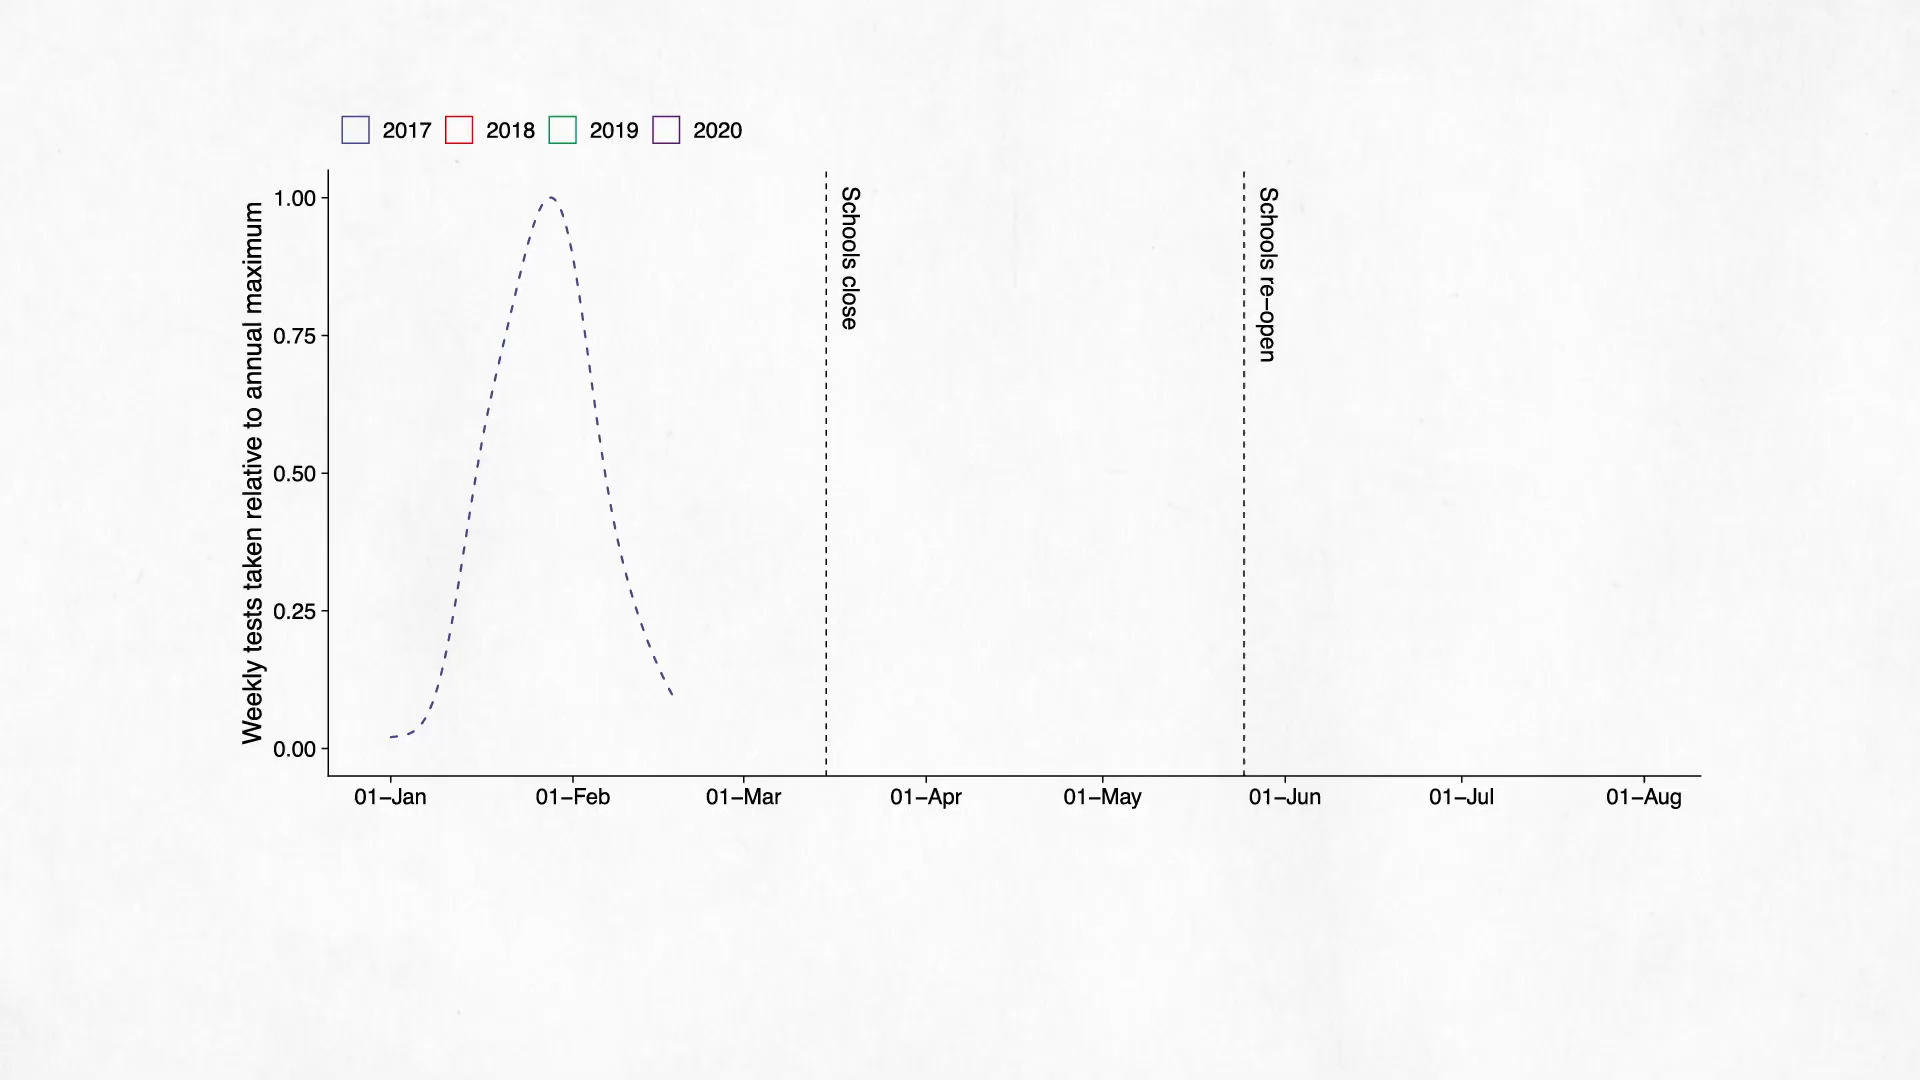 2017 2018 2019 2020
Weekly tests taken relative to annual maximum
1.00
0.75
0.50
0.25
0.00
Schools close
Schools re–open
01–Jan 01–Feb 01–Mar 01–Apr 01–May 01–Jun 01–Jul 01–Aug